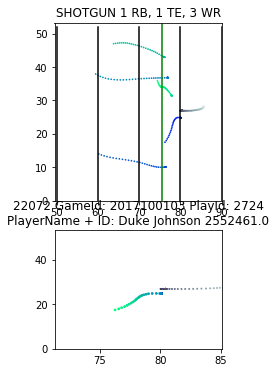 SHOTGUN 1 RB, 1 TE, 3 WR
50
40
30
20
10
0
50 60 70 80 90
22072 GameId: 2017100103 PlayId: 2724
PlayerName + ID: Duke Johnson 2552461.0
40
20
0
75 80 85